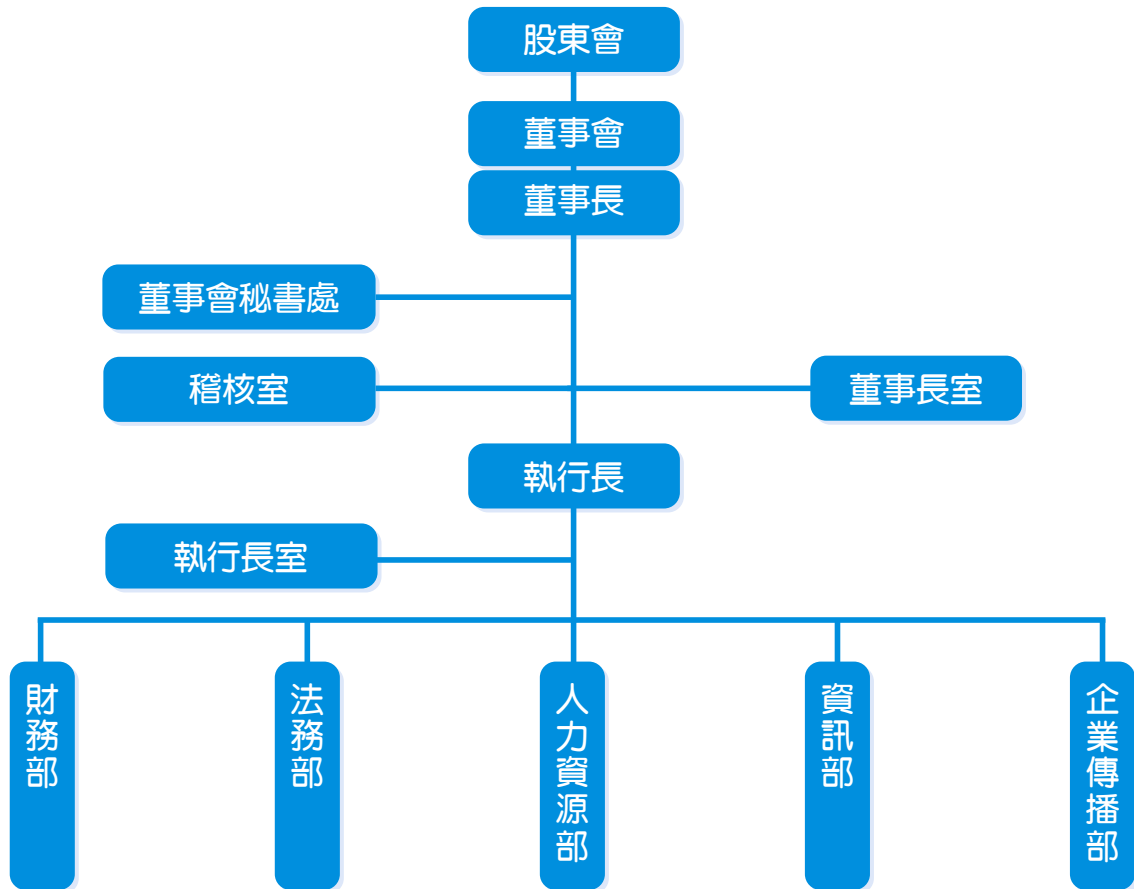 股東會
董事會
董事長
董事會秘書處
稽核室
董事長室
執行長
執行長室
財務部
法務部
人力資源部
資訊部
企業傳播部